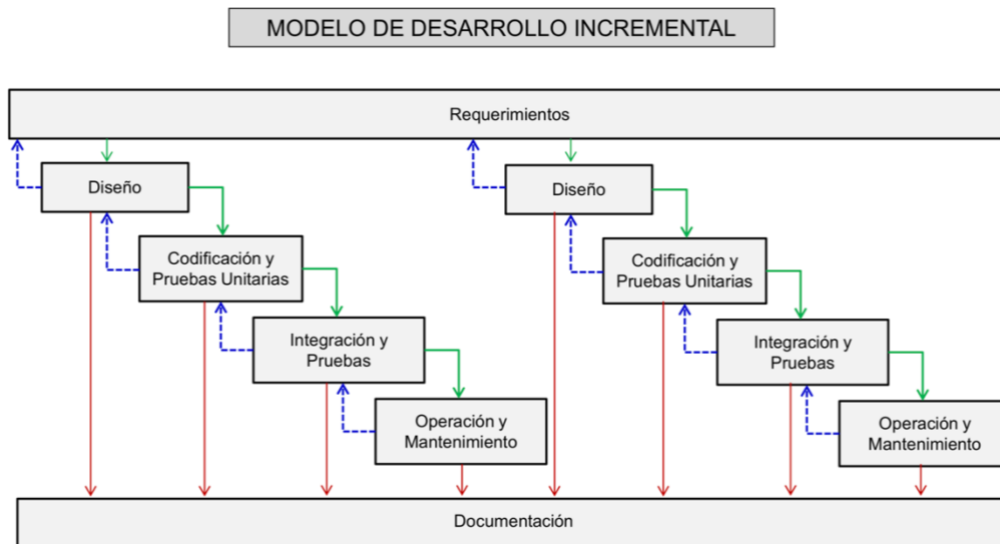 MODELO DE DESARROLLO INCREMENTAL
Requerimientos
Diseño
Codificación y
Pruebas Unitarias
Integración y
Pruebas
Operación y
Mantenimiento
Diseño
Codificación y
Pruebas Unitarias
Integración y
Pruebas
Operación y
Mantenimiento
Documentación